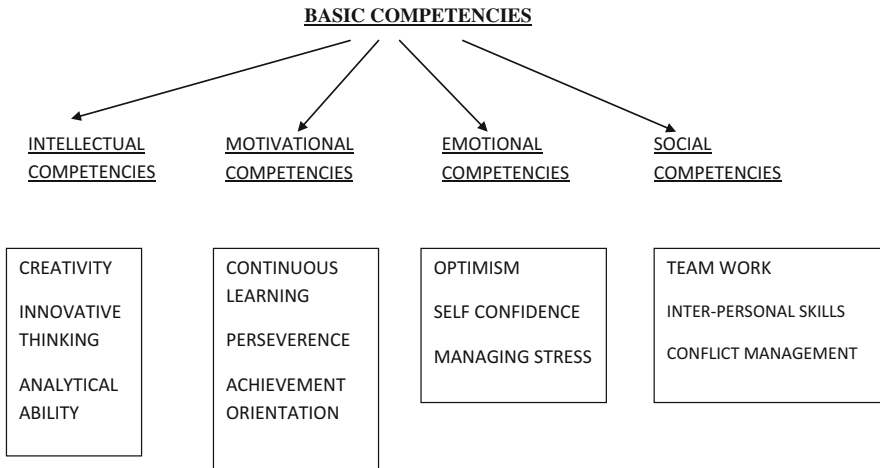 BASIC COMPETENCIES
INTELLECTUAL
COMPETENCIES
MOTIVATIONAL
COMPETENCIES
EMOTIONAL
COMPETENCIES
SOCIAL
COMPETENCIES
CREATIVITY
INNOVATIVE
THINKING
ANALYTICAL
ABILITY
CONTINUOUS
LEARNING
PERSEVERENCE
ACHIEVEMENT
ORIENTATION
OPTIMISM
SELF CONFIDENCE
MANAGING STRESS
TEAM WORK
INTER-PERSONAL SKILLS
CONFLICT MANAGEMENT